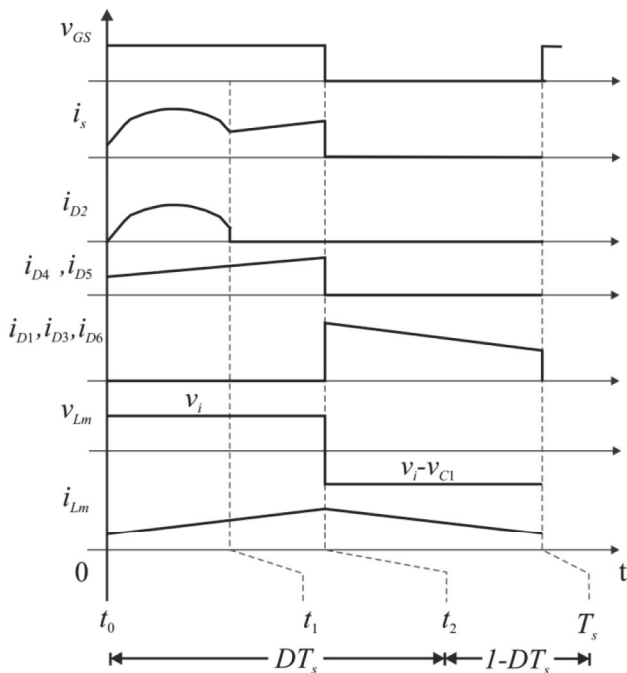 v_GS
t
i_s
t
i_D2
t
i_D4 ,i_D5
t
i_D1,i_D3,i_D6
t
v_i
v_Lm
t
v_i-v_C1
i_Lm
0
t
t_0
t_1
t_2
T_s
DT_s
1-DT_s